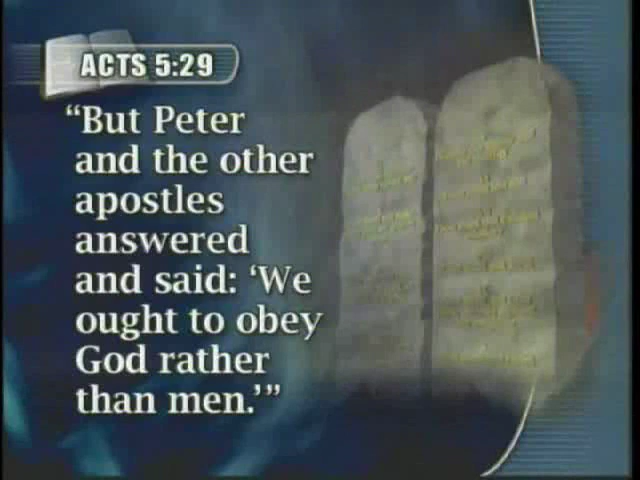 ACTS 5:29
“But Peter
and the other
apostles
answered
and said: ‘We
ought to obey
God rather
than men.’”